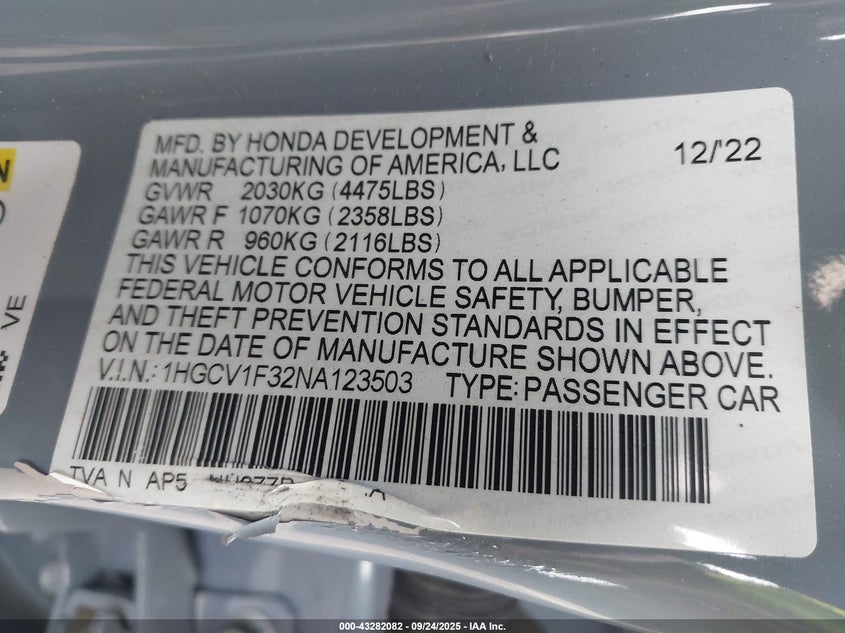 MFD. BY HONDA DEVELOPMENT &
MANUFACTURING OF AMERICA, LLC 12/'22
GVWR 2030KG (4475LBS)
GAWR F 1070KG (2358LBS)
GAWR R 960KG (2116LBS)
THIS VEHICLE CONFORMS TO ALL APPLICABLE
FEDERAL MOTOR VEHICLE SAFETY, BUMPER,
AND THEFT PREVENTION STANDARDS IN EFFECT
ON THE DATE OF MANUFACTURE SHOWN ABOVE.
V.I.N.: 1HGCV1F32NA123503 TYPE: PASSENGER CAR
TVA N AP5 A
VE
N
000-43282082 - 09/24/2025 - IAA Inc.